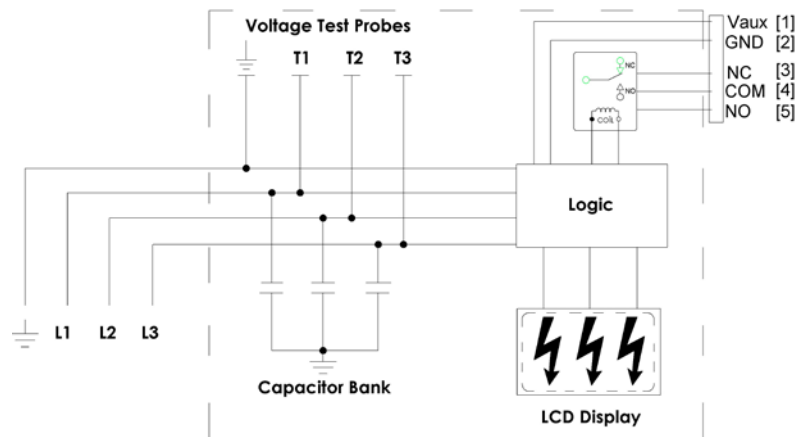 Voltage Test Probes
T1 T2 T3
Vaux [1]
GND [2]
NC [3]
COM [4]
NO [5]
NC
NO
Coil
Logic
L1 L2 L3
Capacitor Bank
LCD Display